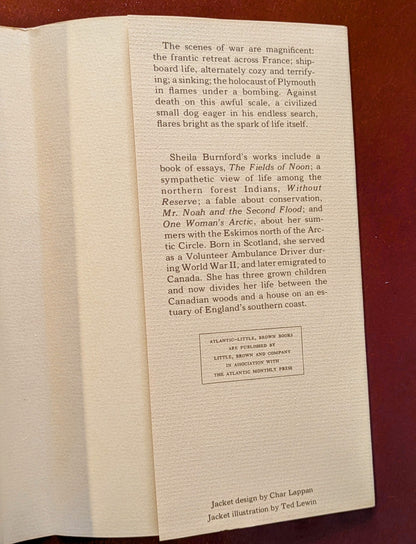 The scenes of war are magnificent:
the frantic retreat across France; ship-
board life, alternately cozy and terrify-
ing; a sinking; the holocaust of Plymouth
in flames under a bombing. Against
death on this awful scale, a civilized
small dog eager in his endless search,
flares bright as the spark of life itself.
Sheila Burnford's works include a
book of essays, The Fields of Noon; a
sympathetic view of life among the
northern forest Indians, Without
Reserve; a fable about conservation,
Mr. Noah and the Second Flood; and
One Woman's Arctic, about her sum-
mers with the Eskimos north of the Arc-
tic Circle. Born in Scotland, she served
as a Volunteer Ambulance Driver dur-
ing World War II, and later emigrated to
Canada. She has three grown children
and now divides her life between the
Canadian woods and a house on an es-
tuary of England's southern coast.
ATLANTIC–LITTLE, BROWN BOOKS
ARE PUBLISHED BY
LITTLE, BROWN AND COMPANY
IN ASSOCIATION WITH
THE ATLANTIC MONTHLY PRESS
Jacket design by Char Lappan
Jacket illustration by Ted Lewin